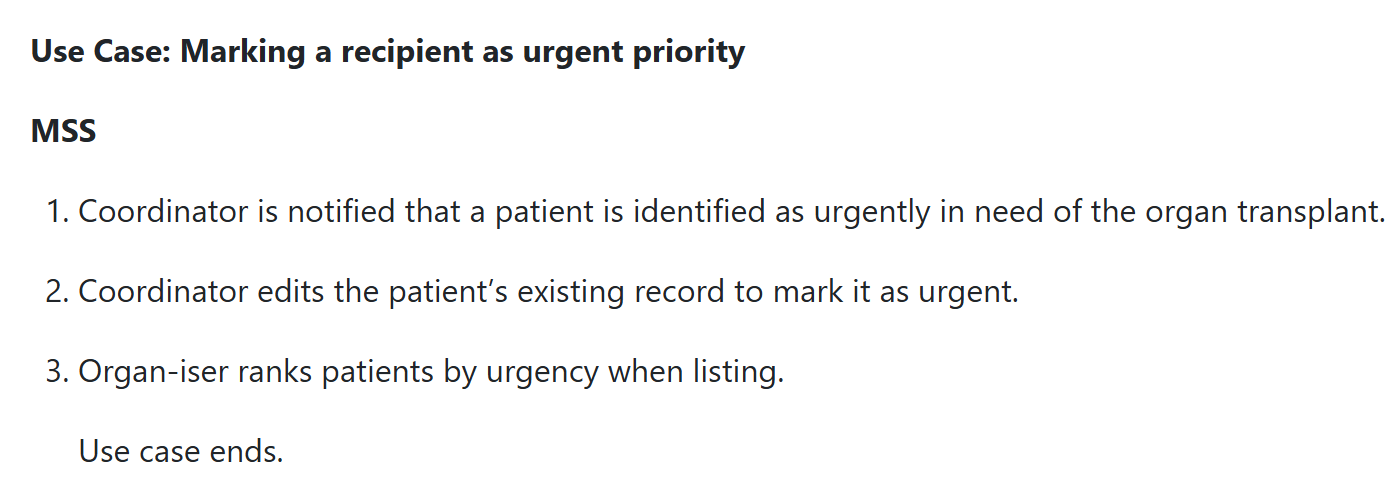 Use Case: Marking a recipient as urgent priority
MSS
1. Coordinator is notified that a patient is identified as urgently in need of the organ transplant.
2. Coordinator edits the patient’s existing record to mark it as urgent.
3. Organ-iser ranks patients by urgency when listing.
Use case ends.